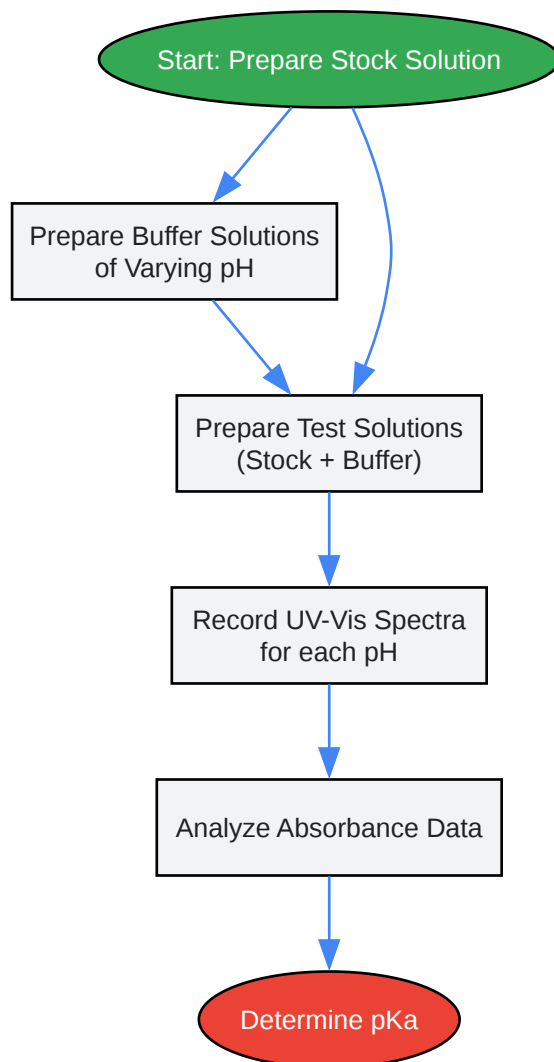 Start: Prepare Stock Solution
Prepare Buffer Solutions
of Varying pH
Prepare Test Solutions
(Stock + Buffer)
Record UV-Vis Spectra
for each pH
Analyze Absorbance Data
Determine pKa